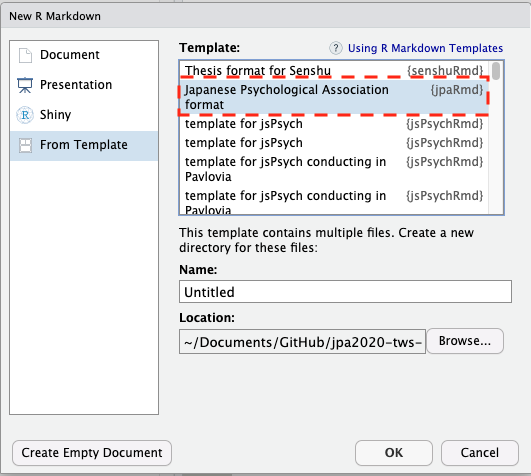 New R Markdown
Document
Presentation
Shiny
From Template
Template:
? Using R Markdown Templates
Thesis format for Senshu {senshuRmd}
Japanese Psychological Association {jpaRmd}
format
template for jsPsych {jsPsychRmd}
template for jsPsych {jsPsychRmd}
template for jsPsych conducting in {jsPsychRmd}
Pavlovia
template for jsPsych conducting in {jsPsychRmd}
Pavlovia
This template contains multiple files. Create a new
directory for these files:
Name:
Untitled
Location:
~/Documents/GitHub/jpa2020-tws- Browse...
Create Empty Document OK Cancel